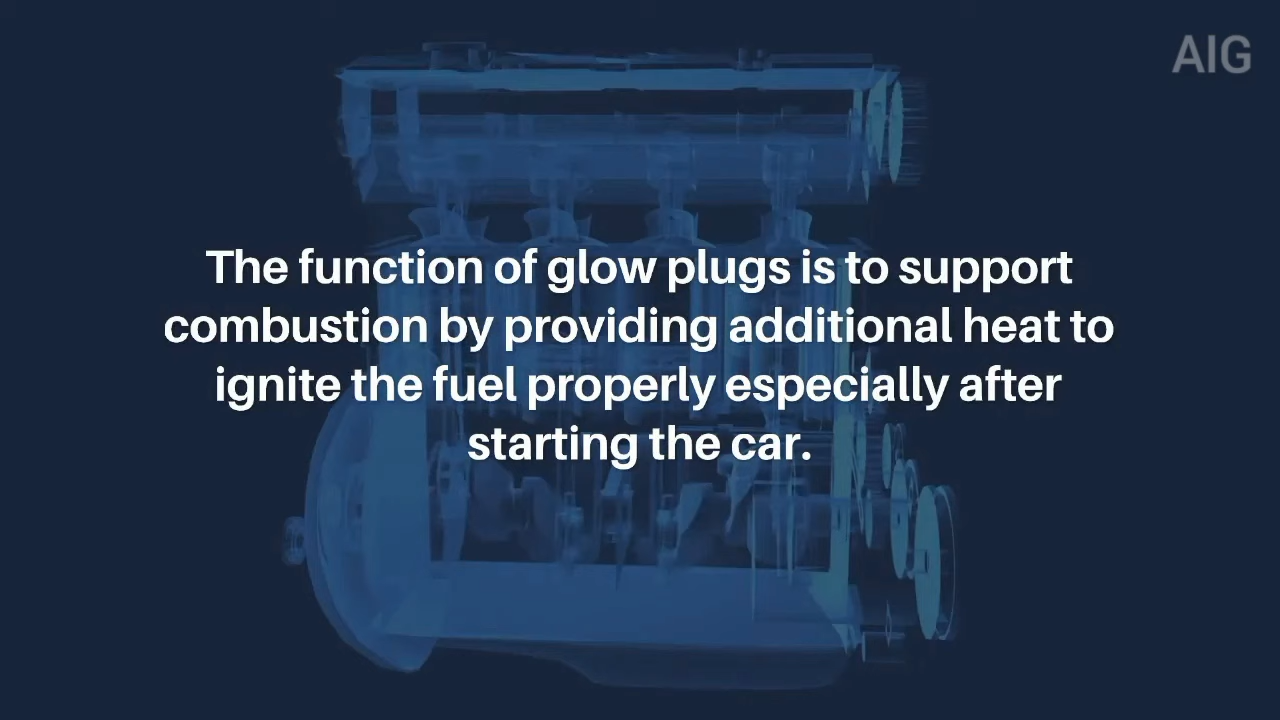 AIG
The function of glow plugs is to support
combustion by providing additional heat to
ignite the fuel properly especially after
starting the car.